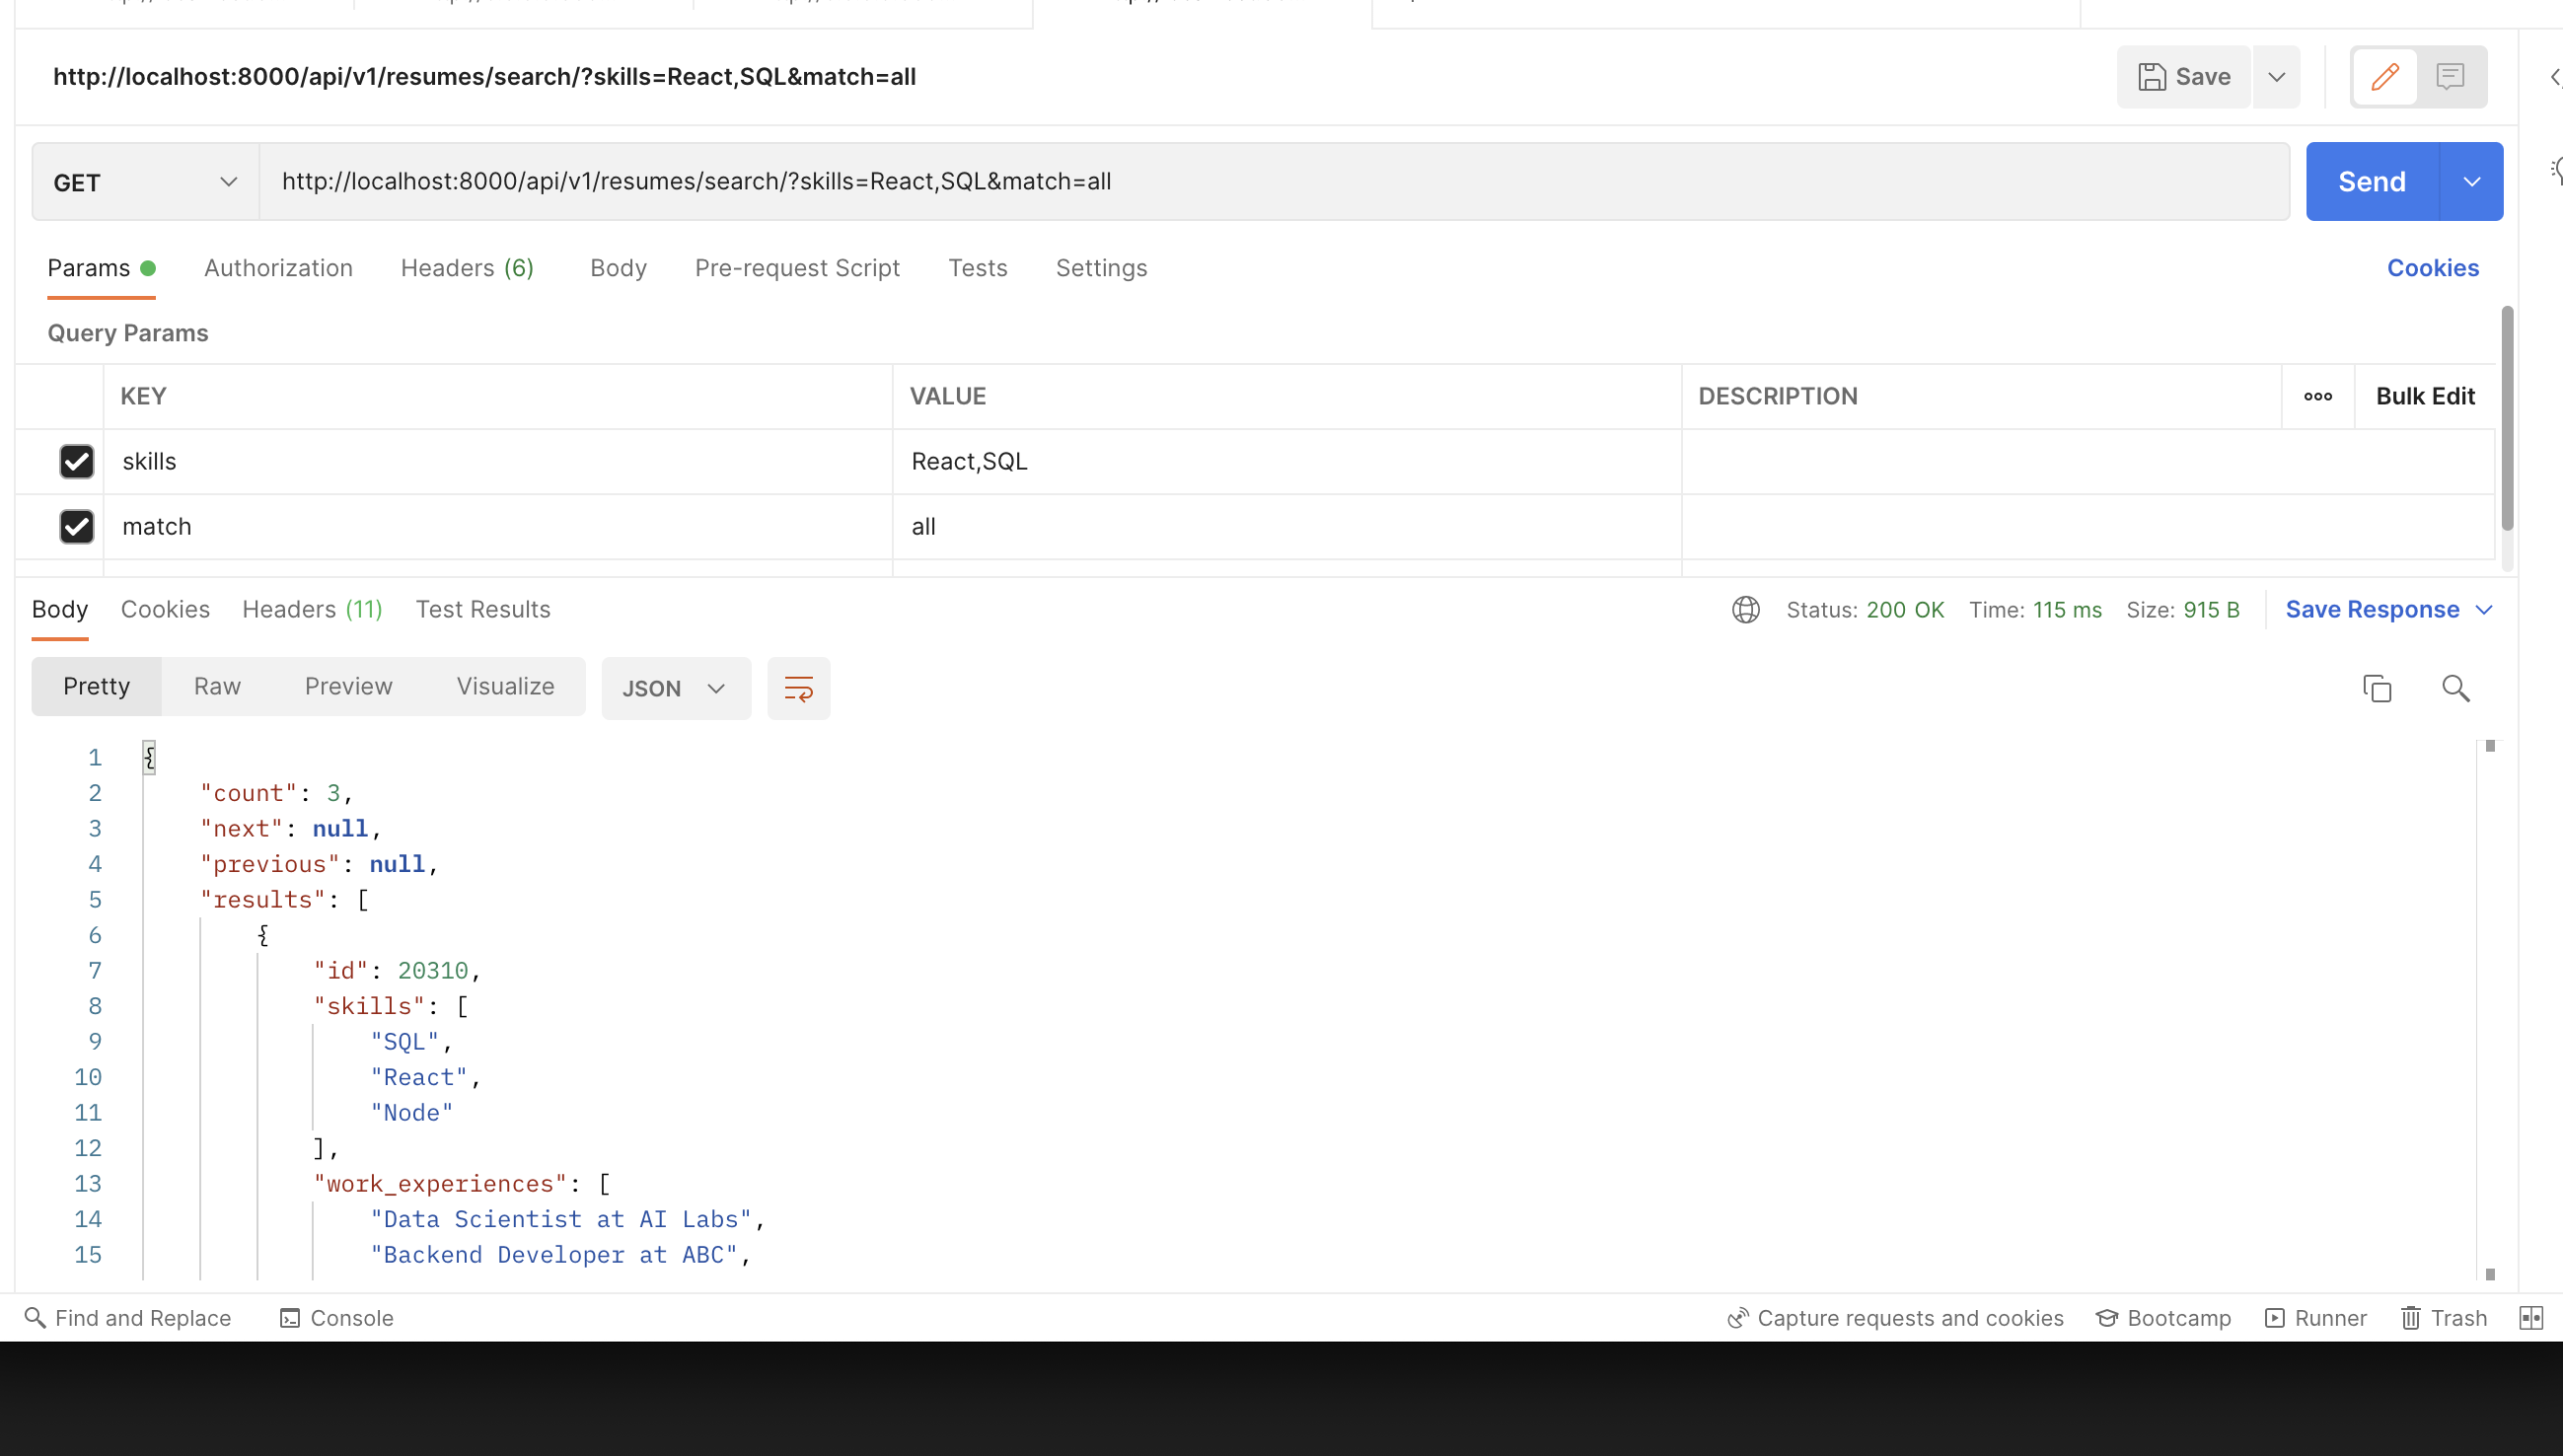 http://localhost:8000/api/v1/resumes/search/?skills=React,SQL&match=all
Save
GET
http://localhost:8000/api/v1/resumes/search/?skills=React,SQL&match=all
Send
Params
Authorization
Headers (6)
Body
Pre-request Script
Tests
Settings
Cookies
Query Params
KEY
VALUE
DESCRIPTION
Bulk Edit
skills
React,SQL
match
all
Body
Cookies
Headers (11)
Test Results
Status: 200 OK
Time: 115 ms
Size: 915 B
Save Response
Pretty
Raw
Preview
Visualize
JSON
1 {
2 "count": 3,
3 "next": null,
4 "previous": null,
5 "results": [
6 {
7 "id": 20310,
8 "skills": [
9 "SQL",
10 "React",
11 "Node"
12 ],
13 "work_experiences": [
14 "Data Scientist at AI Labs",
15 "Backend Developer at ABC",
Find and Replace
Console
Capture requests and cookies
Bootcamp
Runner
Trash